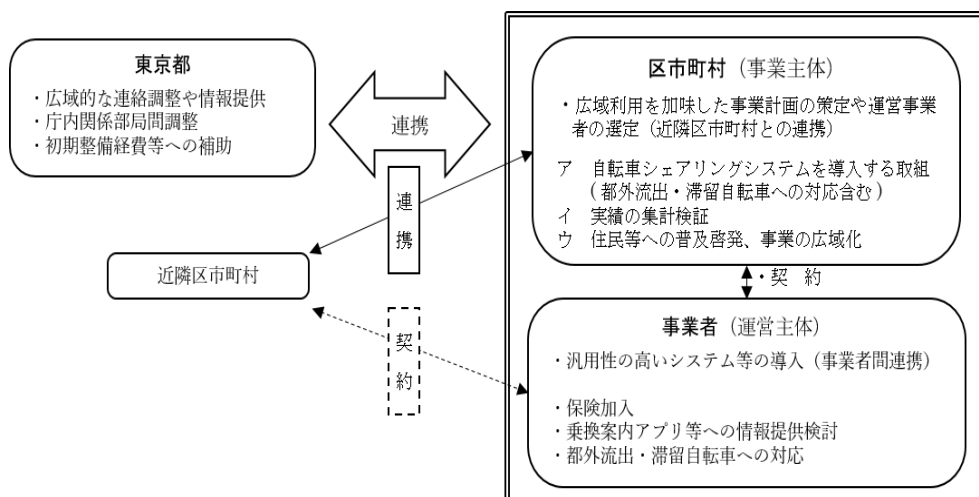 東京都
・広域的な連絡調整や情報提供
・庁内関係部局間調整
・初期整備経費等への補助
連携
連携
近隣区市町村
契約
区市町村（事業主体）
・広域利用を加味した事業計画の策定や運営事業
者の選定（近隣区市町村との連携）
ア　自転車シェアリングシステムを導入する取組
(都外流出・滞留自転車への対応含む)
イ　実績の集計検証
ウ　住民等への普及啓発、事業の広域化
・契　約
事業者（運営主体）
・汎用性の高いシステム等の導入（事業者間連携）
・保険加入
・乗換案内アプリ等への情報提供検討
・都外流出・滞留自転車への対応